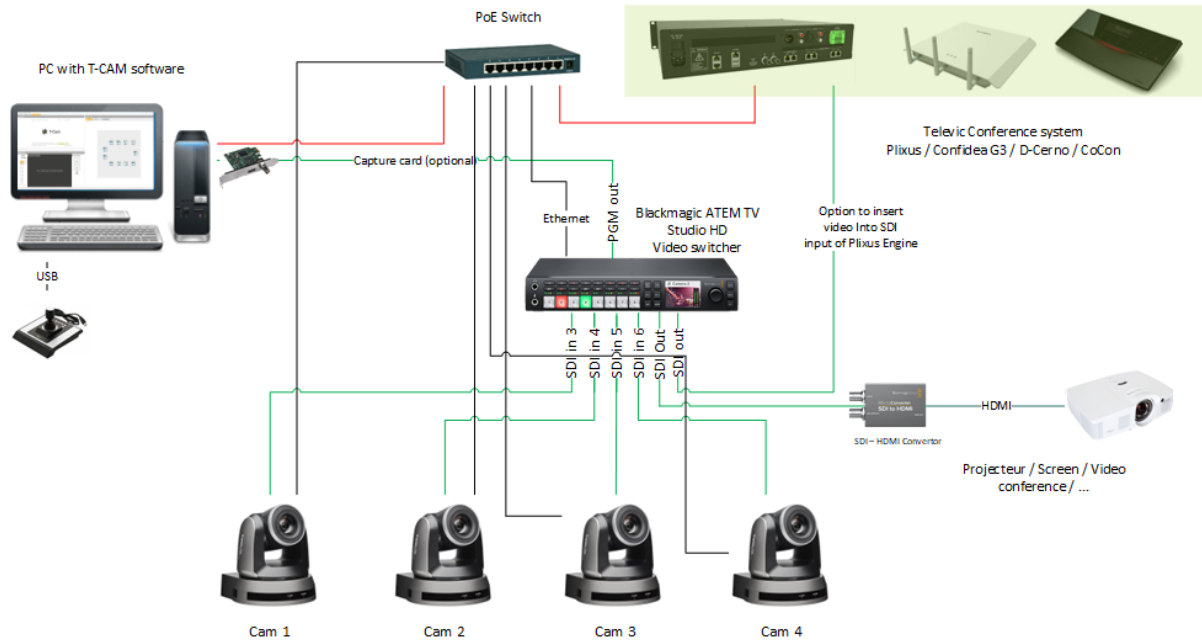 PoE Switch
PC with T-CAM software
Televic Conference system
Plixus / Confidea G3 / D-Cerno / CoCon
Capture card (optional)
PGM out
Ethernet
Blackmagic ATEM TV
Studio HD
Video switcher
Option to insert
video Into SDI
input of Plixus Engine
USB
SDI in 3
SDI in 4
SDI in 5
SDI in 6
SDI Out
SDI out
SDI to HDMI
HDMI
SDI – HDMI Convertor
Projecteur / Screen / Video
conference / ...
Cam 1
Cam 2
Cam 3
Cam 4